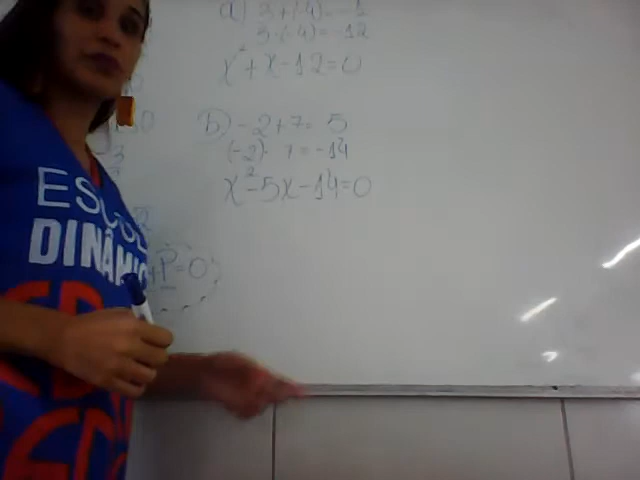 a) 3 + (-4) = -1
3 · (-4) = -12
x² + x - 12 = 0
b) -2 + 7 = 5
(-2) · 7 = -14
x² - 5x - 14 = 0
+ P = 0
ESCOL
DINÂMIC